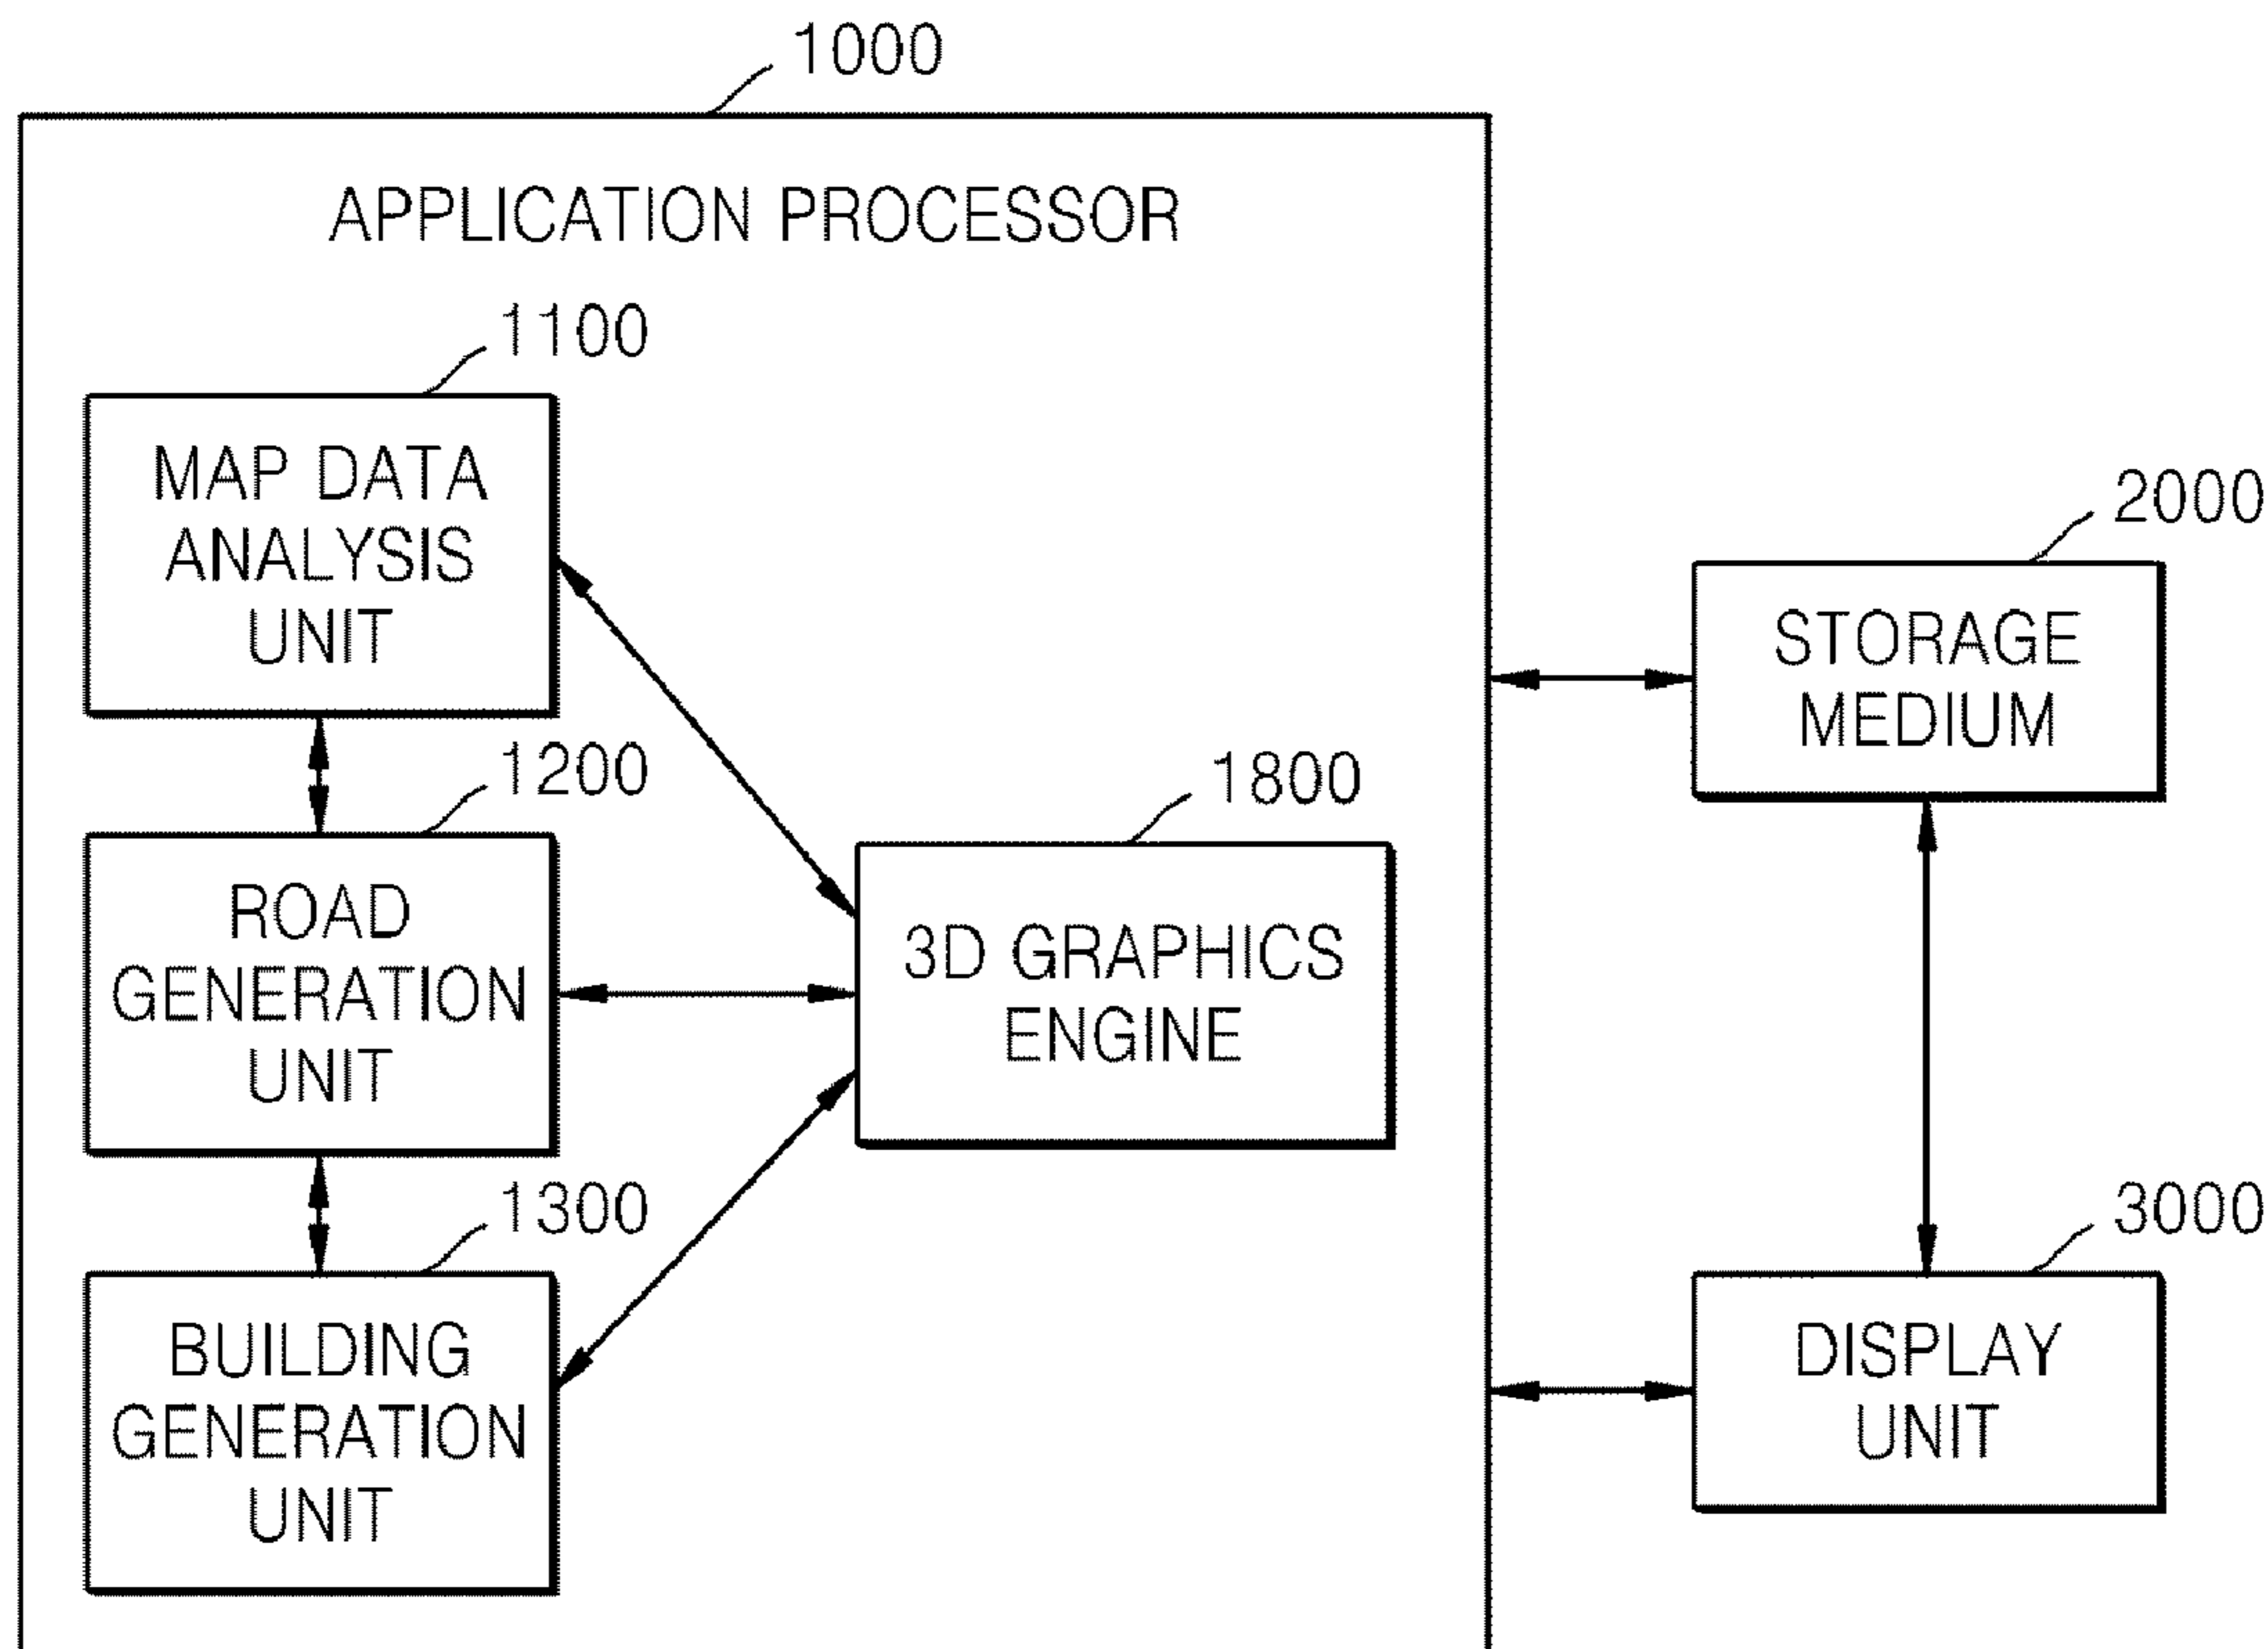 1000
APPLICATION PROCESSOR
1100
MAP DATA
ANALYSIS
UNIT
1200
ROAD
GENERATION
UNIT
1300
BUILDING
GENERATION
UNIT
1800
3D GRAPHICS
ENGINE
2000
STORAGE
MEDIUM
3000
DISPLAY
UNIT